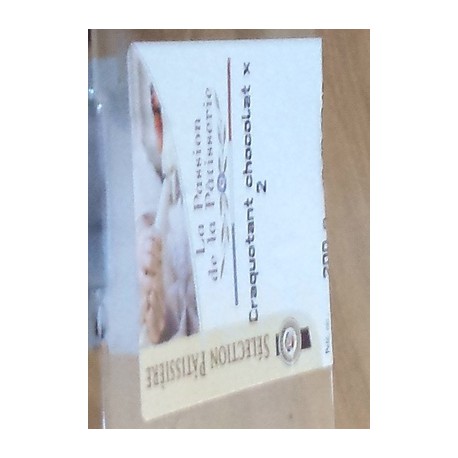 La Passion
de la Pâtisserie
Craquotant chocolat x
2
SÉLECTION PÂTISSIÈRE